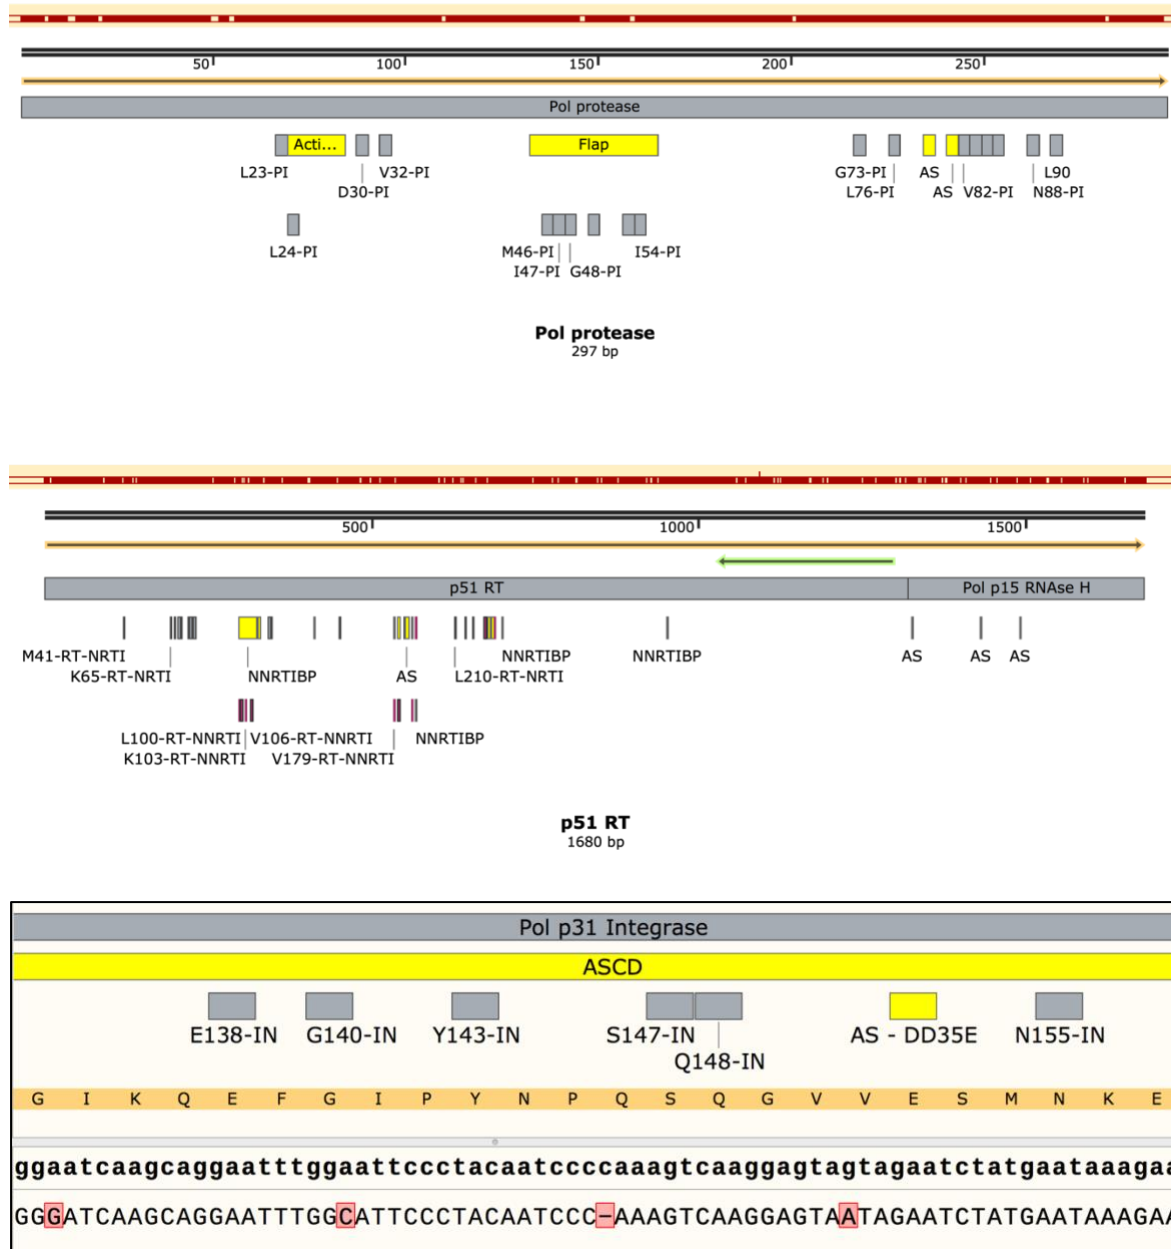 50 100 150 200 250
Pol protease
Acti... Flap
L23-PI V32-PI G73-PI AS L90
D30-PI L76-PI AS V82-PI N88-PI
L24-PI M46-PI I54-PI
I47-PI G48-PI
Pol protease
297 bp
500 1000 1500
p51 RT Pol p15 RNAse H
M41-RT-NRTI NNRTIBP NNRTIBP AS AS AS
K65-RT-NRTI NNRTIBP AS L210-RT-NRTI
L100-RT-NNRTI V106-RT-NNRTI NNRTIBP
K103-RT-NNRTI V179-RT-NNRTI
p51 RT
1680 bp
Pol p31 Integrase
ASCD
E138-IN G140-IN Y143-IN S147-IN AS - DD35E N155-IN
Q148-IN
G I K Q E F G I P Y N P Q S Q G V V E S M N K E
ggaatcaagcaggaatttggaattccctacaatccccaaagtcaaggagtagtagaatctatgaataaagaa
GGGATCAAGCAGGAATTTGGCATTCCCTACAATCCC-AAAGTCAAGGAGTAATAGAATCTATGAATAAAGAA